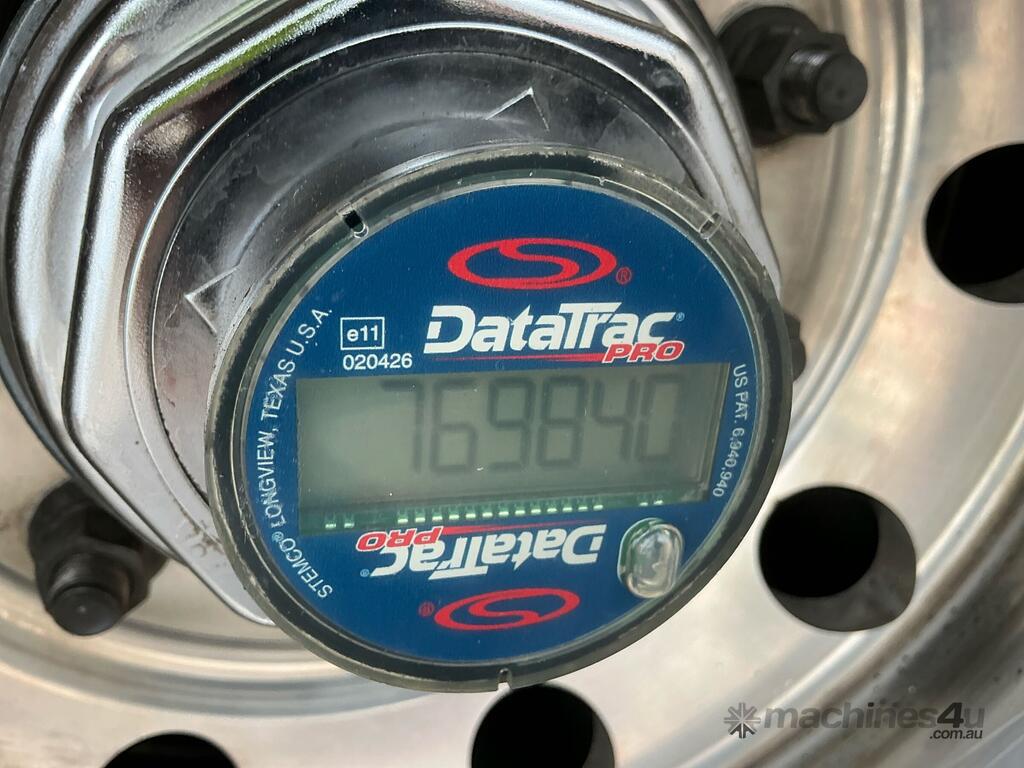 DataTrac®
PRO
e11
020426
769840
STEMCO® LONGVIEW, TEXAS U.S.A.
US PAT. 6,940,940
DataTrac®
PRO
®
®
machines4u
.com.au